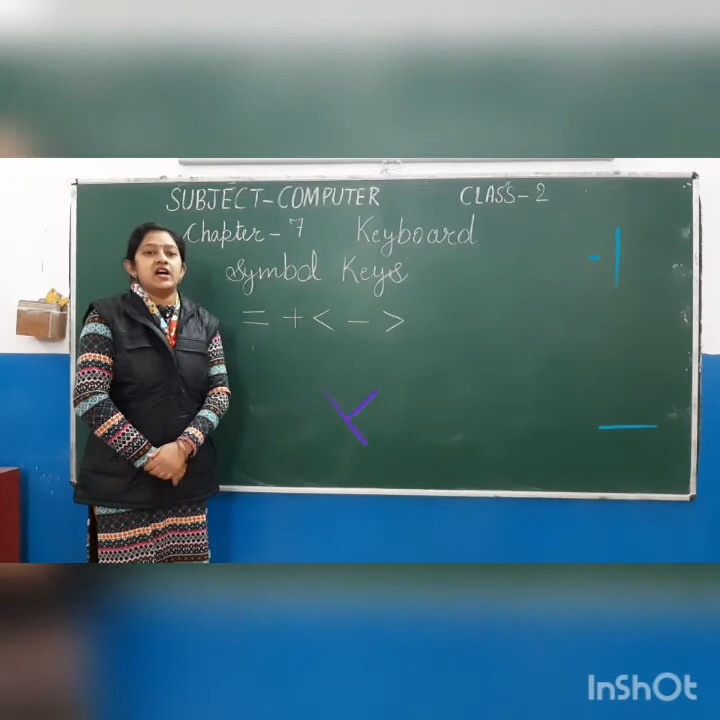 SUBJECT-COMPUTER CLASS-2
Chapter-7 Keyboard
Symbol Keys
= + < - >
InShOt